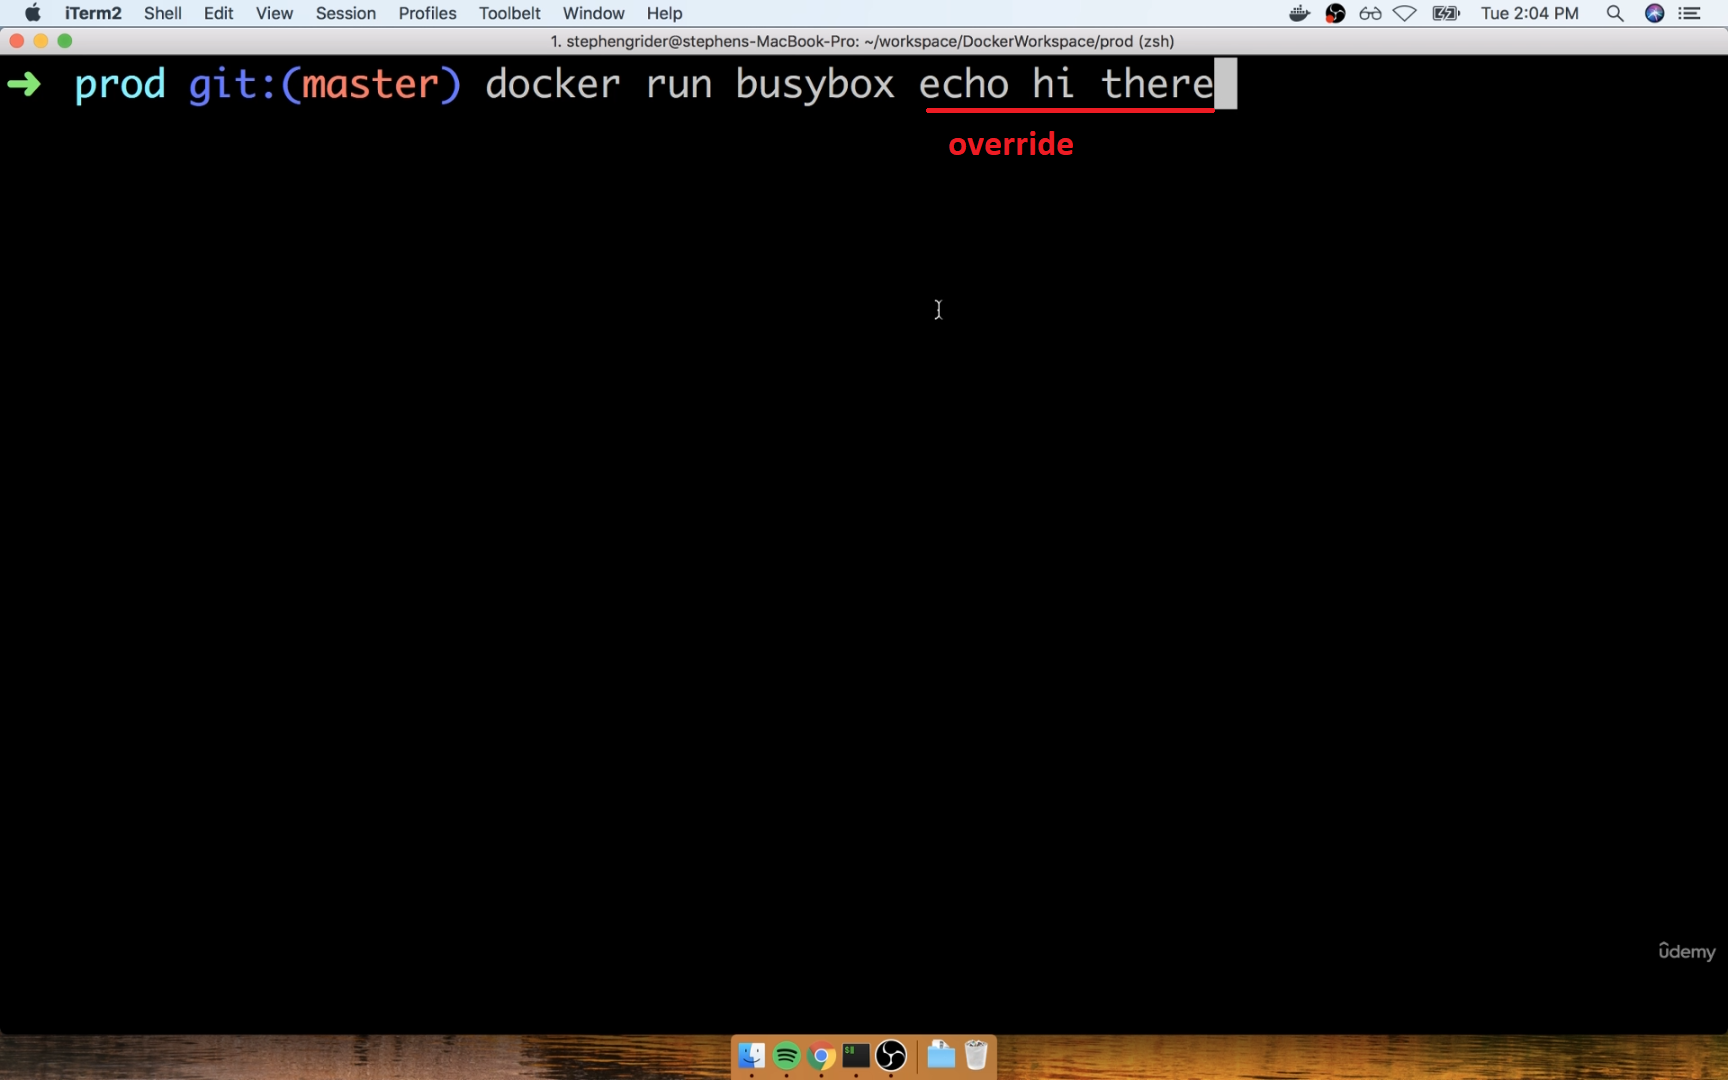 iTerm2 Shell Edit View Session Profiles Toolbelt Window Help Tue 2:04 PM
1. stephengrider@stephens-MacBook-Pro: ~/workspace/DockerWorkspace/prod (zsh)
➜ prod git:(master) docker run busybox echo hi there
override
ûdemy